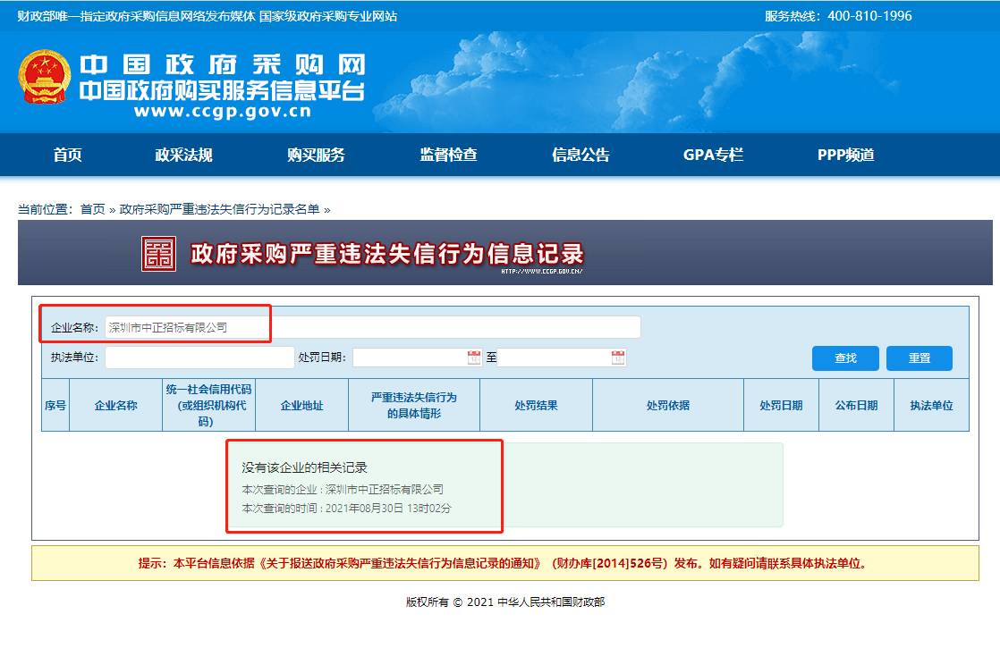 财政部唯一指定政府采购信息网络发布媒体 国家级政府采购专业网站
服务热线：400-810-1996
中国政府采购网
中国政府购买服务信息平台
www.ccgp.gov.cn
首页 政采法规 购买服务 监督检查 信息公告 GPA专栏 PPP频道
当前位置：首页 » 政府采购严重违法失信行为记录名单 »
政府采购严重违法失信行为信息记录
HTTP://WWW.CCGP.GOV.CN/
企业名称：深圳市中正招标有限公司
执法单位： 处罚日期： 至 查找 重置
序号 企业名称 统一社会信用代码(或组织机构代码) 企业地址 严重违法失信行为的具体情形 处罚结果 处罚依据 处罚日期 公布日期 执法单位
没有该企业的相关记录
本次查询的企业 : 深圳市中正招标有限公司
本次查询的时间 : 2021年08月30日 13时02分
提示：本平台信息依据《关于报送政府采购严重违法失信行为信息记录的通知》（财办库[2014]526号）发布。如有疑问请联系具体执法单位。
版权所有 © 2021 中华人民共和国财政部